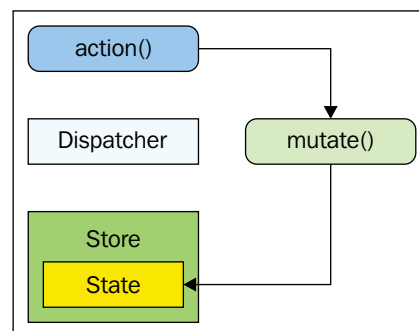 action()
Dispatcher
mutate()
Store
State